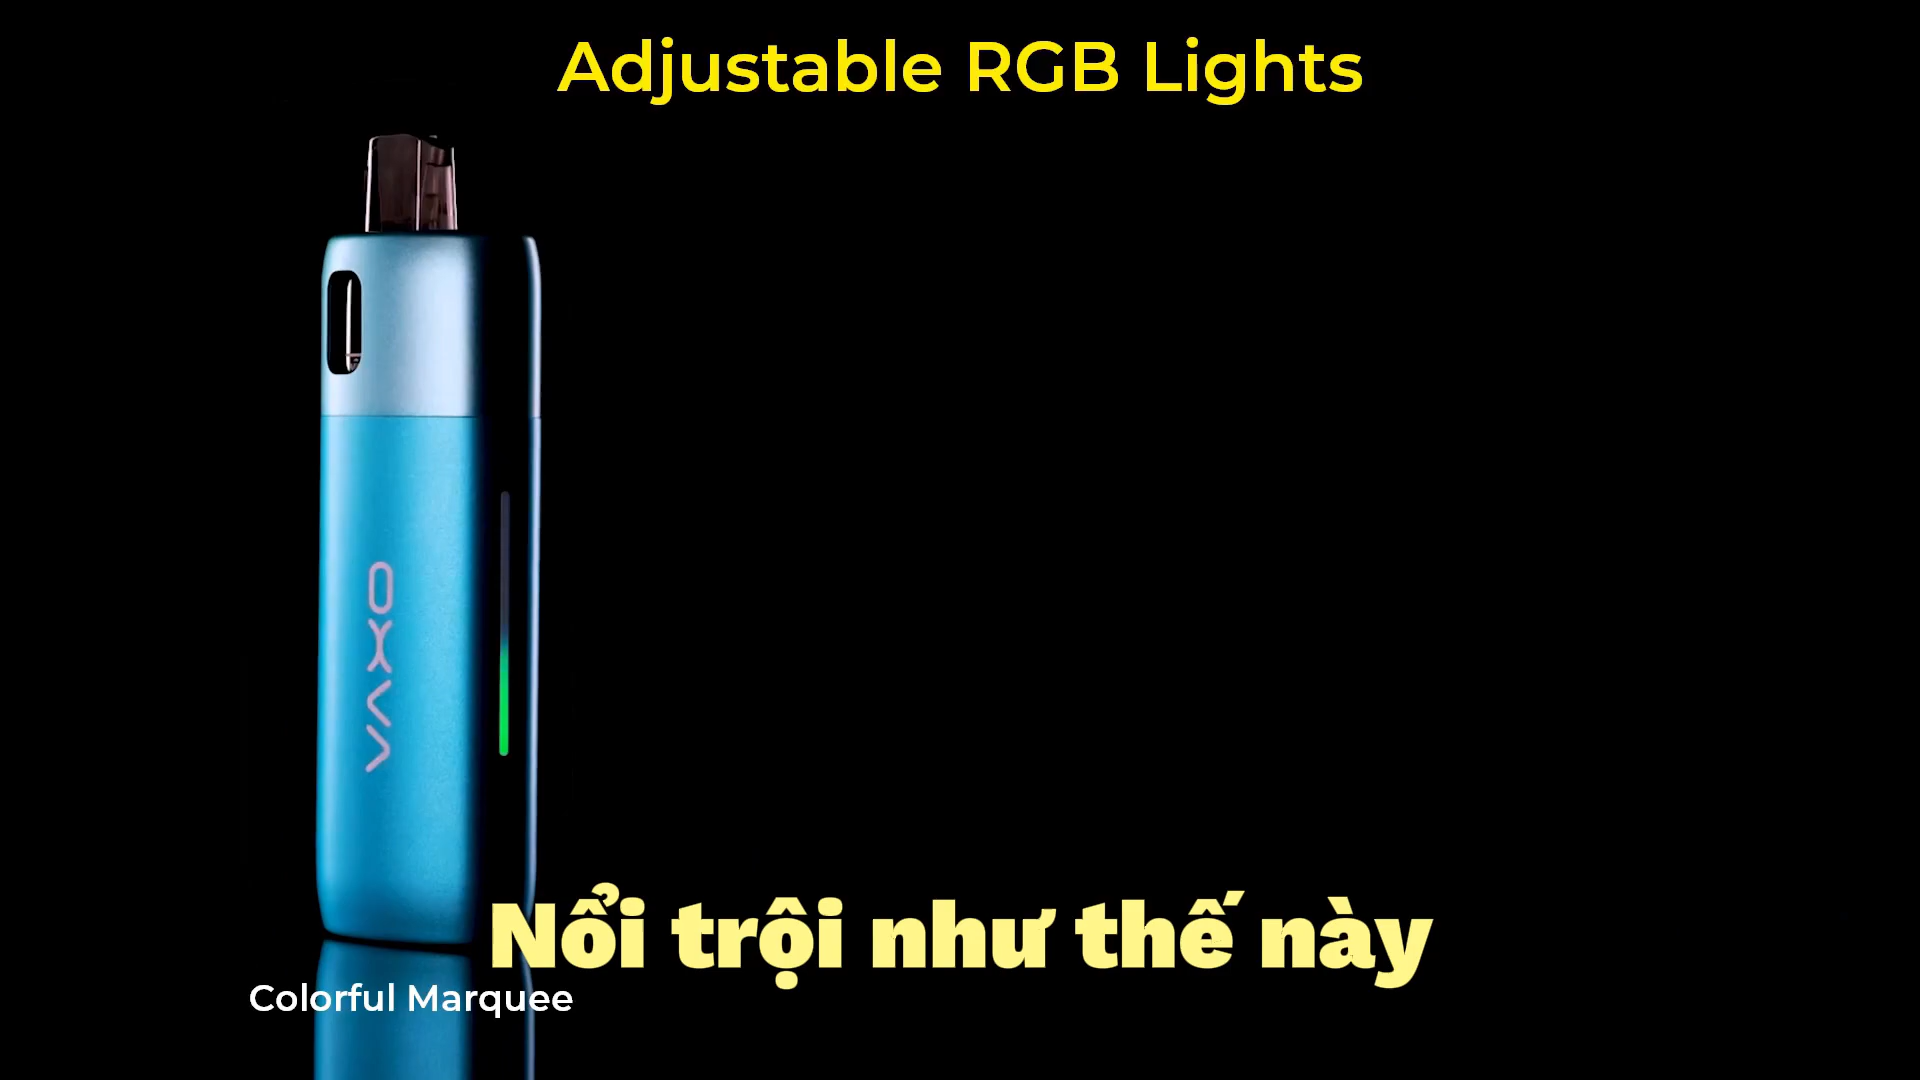 Adjustable RGB Lights
OXVA
Nổi trội như thế này
Colorful Marquee